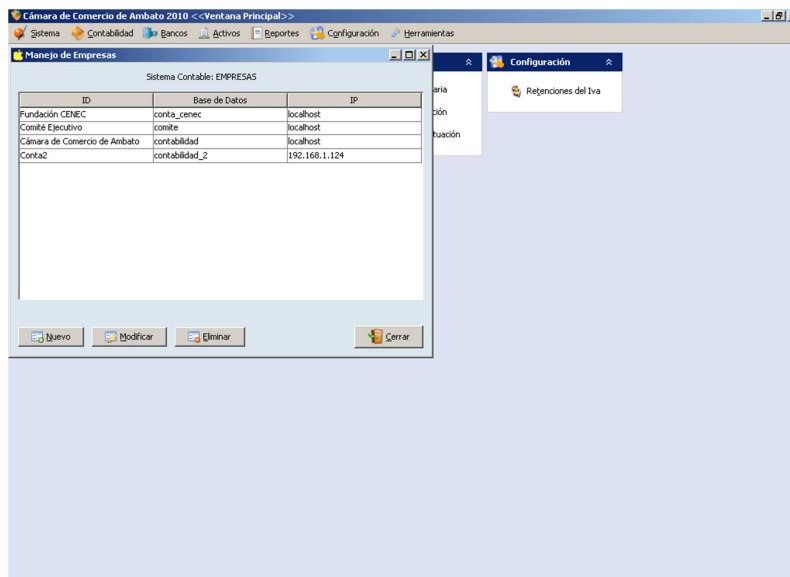 Cámara de Comercio de Ambato 2010 <<Ventana Principal>>
Sistema Contabilidad Bancos Activos Reportes Configuración Herramientas
Manejo de Empresas
Sistema Contable: EMPRESAS
ID Base de Datos IP
Fundación CENEC conta_cenec localhost
Comité Ejecutivo comite localhost
Cámara de Comercio de Ambato contabilidad localhost
Conta2 contabilidad_2 192.168.1.124
Nuevo Modificar Eliminar Cerrar
aria
ción
tuación
Configuración
Retenciones del Iva